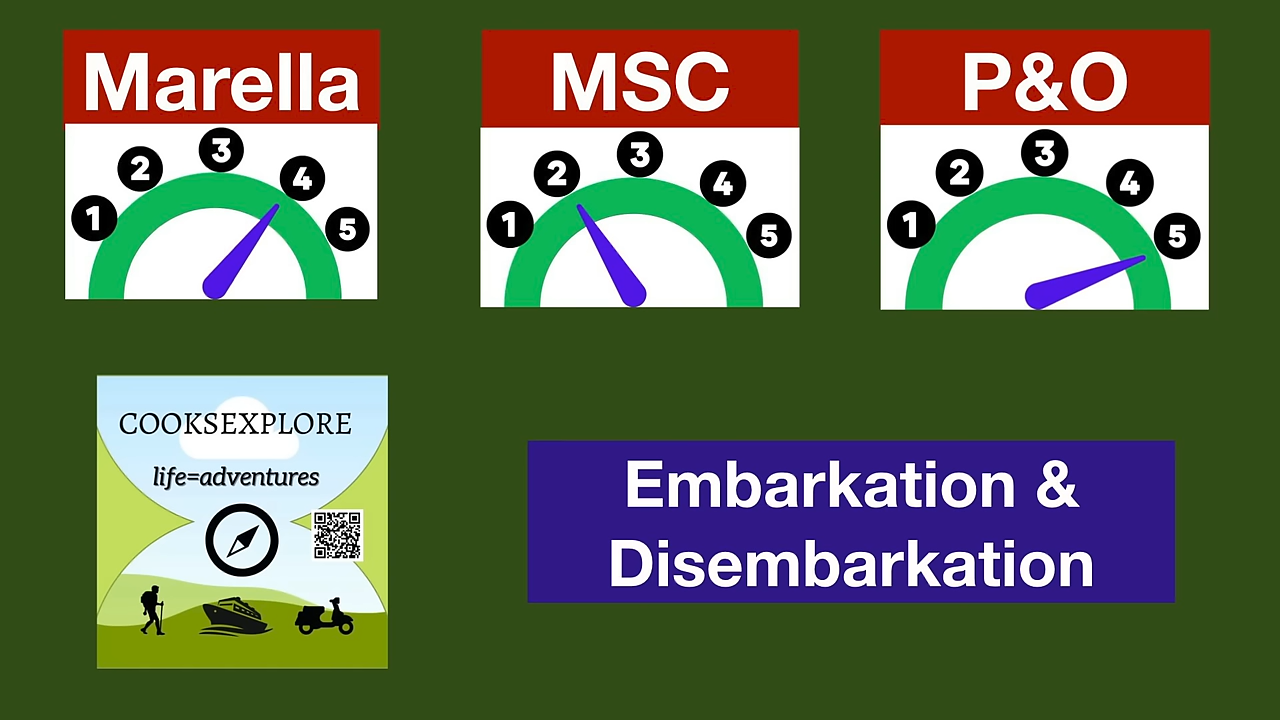 Marella
1
2
3
4
5
MSC
1
2
3
4
5
P&O
1
2
3
4
5
COOKSEXPLORE
life=adventures
Embarkation &
Disembarkation